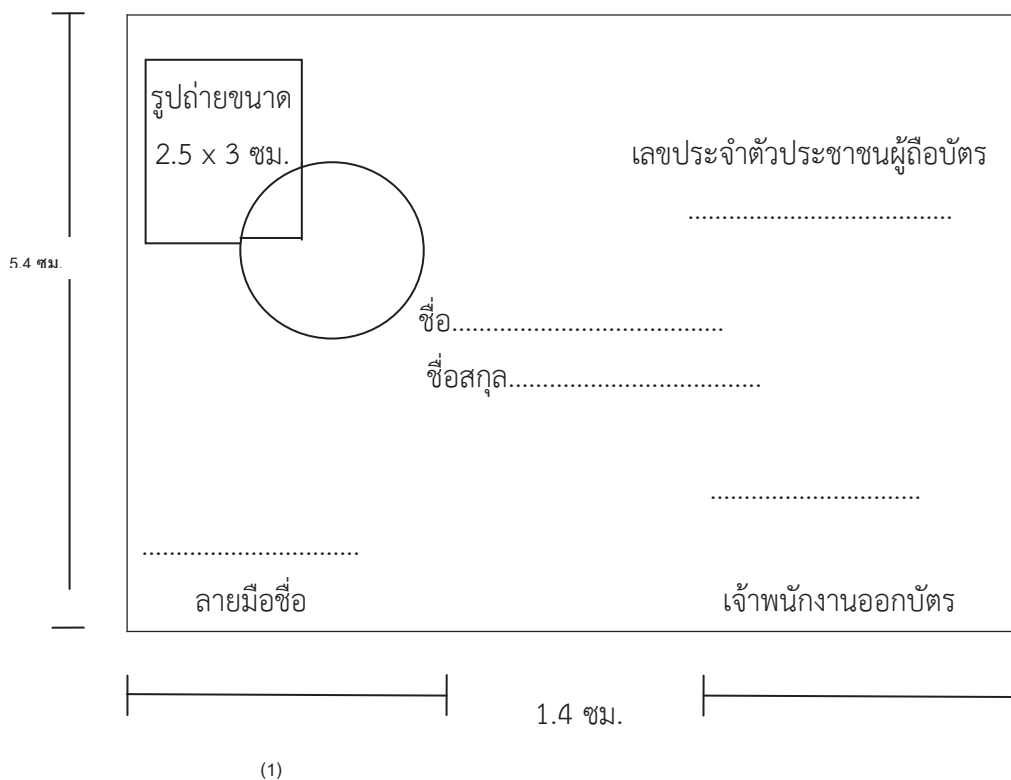 รูปถ่ายขนาด
2.5 x 3 ซม.
เลขประจำตัวประชาชนผู้ถือบัตร
.......................................
5.4 ซม.
ชื่อ........................................
ชื่อสกุล.....................................
...............................
................................
ลายมือชื่อ
เจ้าพนักงานออกบัตร
1.4 ซม.
(1)